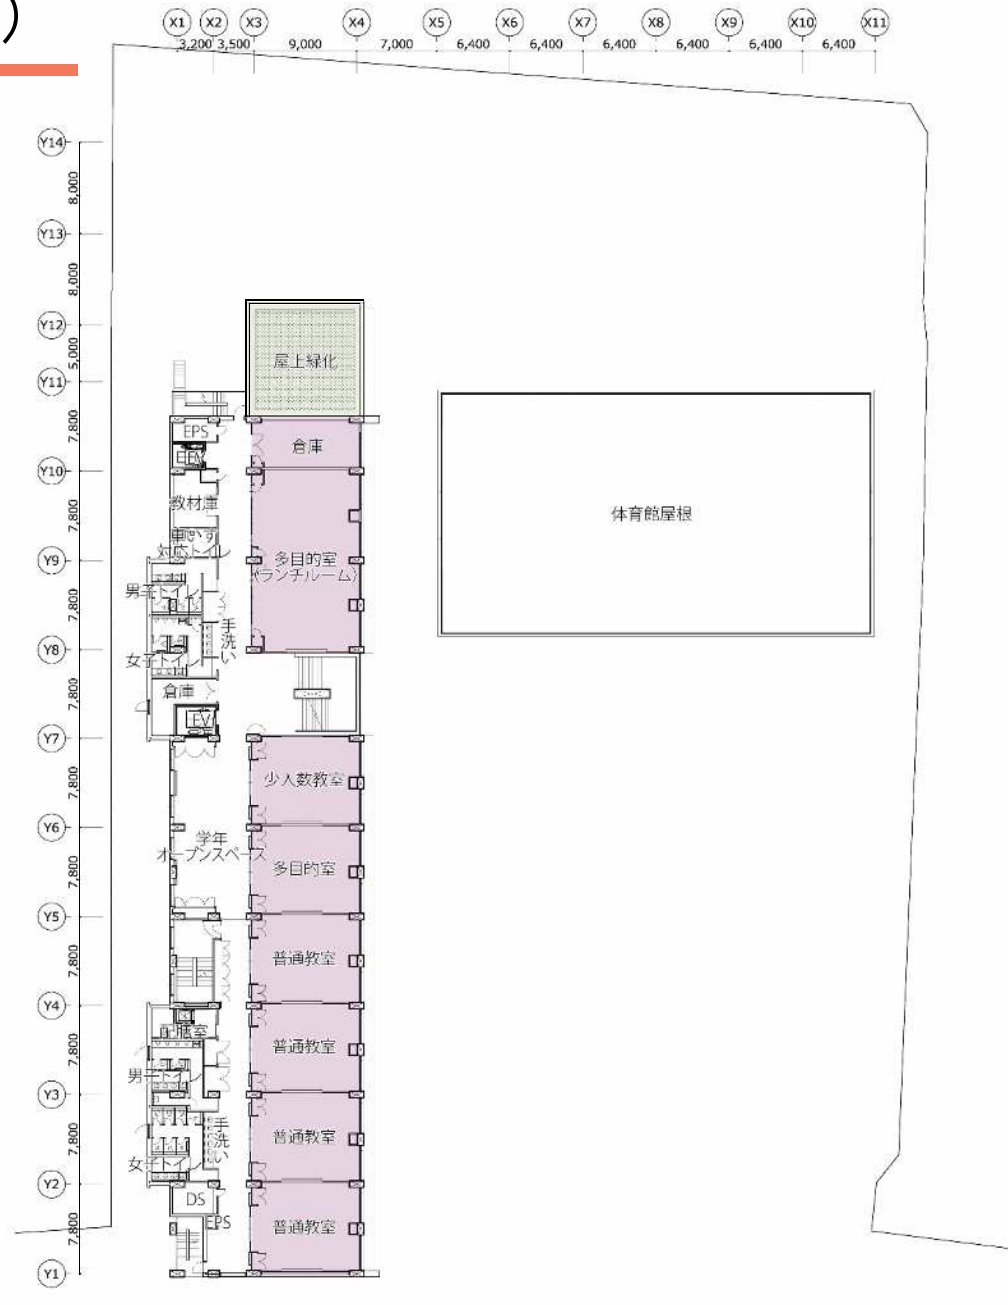 )
X1 X2 X3 X4 X5 X6 X7 X8 X9 X10 X11
3,200 3,500 9,000 7,000 6,400 6,400 6,400 6,400 6,400 6,400
Y14
8,000
Y13
8,000
Y12
5,000
屋上緑化
Y11
7,800
EPS
倉庫
Y10
教材庫
7,800
体育館屋根
車いす
対応トイレ
Y9
多目的室
(ランチルーム)
男子トイレ
7,800
手洗い
Y8
女子トイレ
倉庫
7,800
EV
Y7
少人数教室
7,800
Y6
学年
オープンスペース
多目的室
7,800
Y5
普通教室
7,800
Y4
普通教室
7,800
男子トイレ
Y3
手洗い
普通教室
7,800
女子トイレ
Y2
DS
EPS
普通教室
7,800
Y1